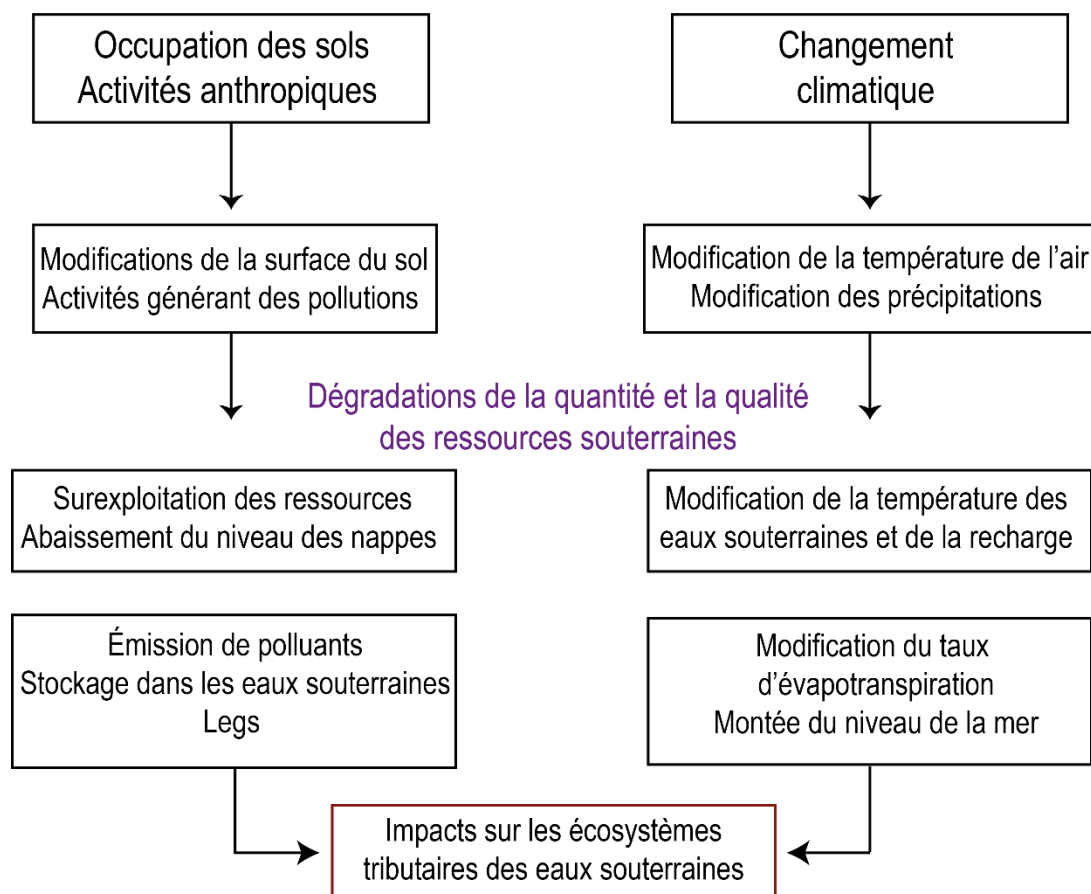 Occupation des sols
Activités anthropiques
Changement
climatique
Modifications de la surface du sol
Activités générant des pollutions
Modification de la température de l'air
Modification des précipitations
Dégradations de la quantité et la qualité
des ressources souterraines
Surexploitation des ressources
Abaissement du niveau des nappes
Modification de la température des
eaux souterraines et de la recharge
Émission de polluants
Stockage dans les eaux souterraines
Legs
Modification du taux
d'évapotranspiration
Montée du niveau de la mer
Impacts sur les écosystèmes
tributaires des eaux souterraines